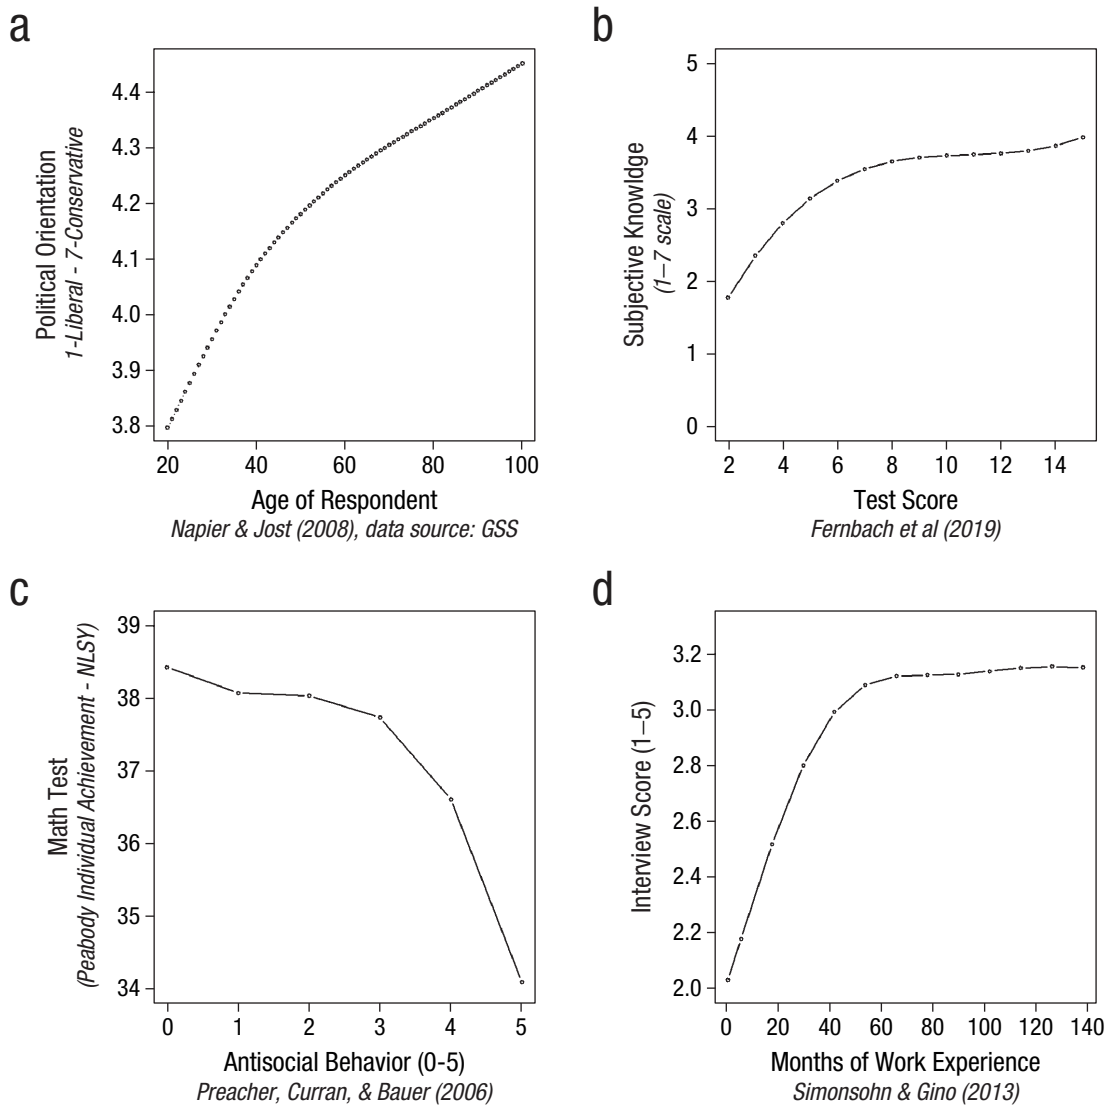 a
4.4
4.3
4.2
4.1
4.0
3.9
3.8
Political Orientation
1-Liberal - 7-Conservative
20 40 60 80 100
Age of Respondent
Napier & Jost (2008), data source: GSS
b
5
4
3
2
1
0
Subjective Knowldge
(1–7 scale)
2 4 6 8 10 12 14
Test Score
Fernbach et al (2019)
c
39
38
37
36
35
34
Math Test
(Peabody Individual Achievement - NLSY)
0 1 2 3 4 5
Antisocial Behavior (0-5)
Preacher, Curran, & Bauer (2006)
d
3.2
3.0
2.8
2.6
2.4
2.2
2.0
Interview Score (1–5)
0 20 40 60 80 100 120 140
Months of Work Experience
Simonsohn & Gino (2013)